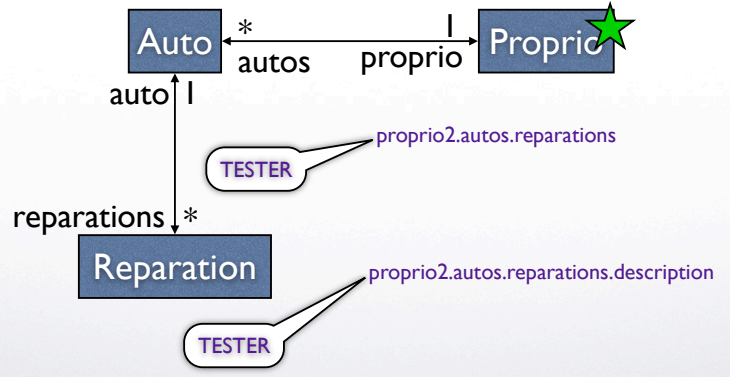 Auto
*
autos
1
proprio
Proprio
auto 1
proprio2.autos.reparations
TESTER
reparations *
Reparation
proprio2.autos.reparations.description
TESTER